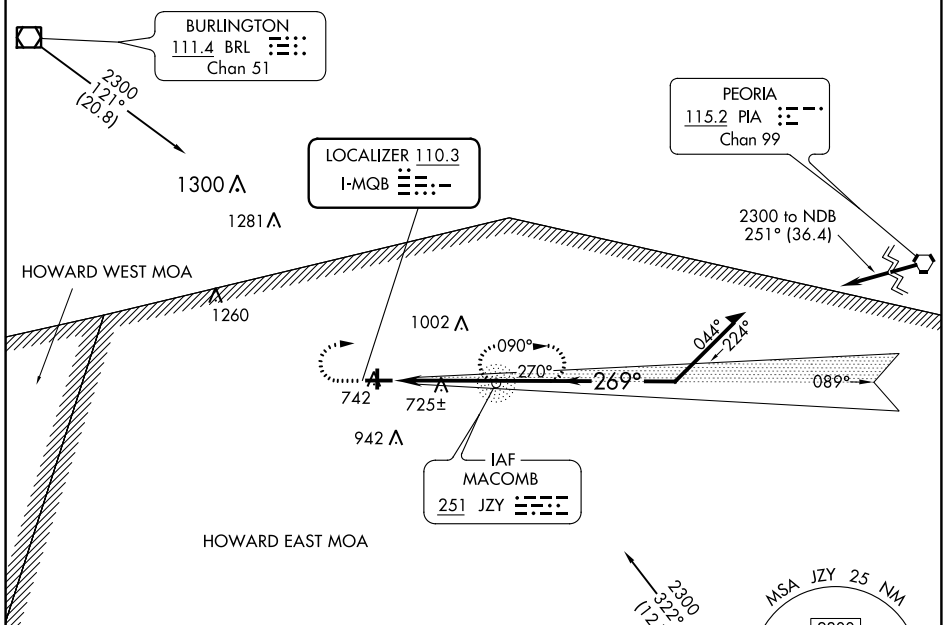 BURLINGTON
111.4 BRL
Chan 51
2300
121°
(20.8)
PEORIA
115.2 PIA
Chan 99
LOCALIZER 110.3
I-MQB
1300
1281
2300 to NDB
251° (36.4)
HOWARD WEST MOA
1260
1002
044°
224°
090°
270°
269°
089°
742
725±
942
IAF
MACOMB
251 JZY
HOWARD EAST MOA
2300
322°
MSA JZY 25 NM